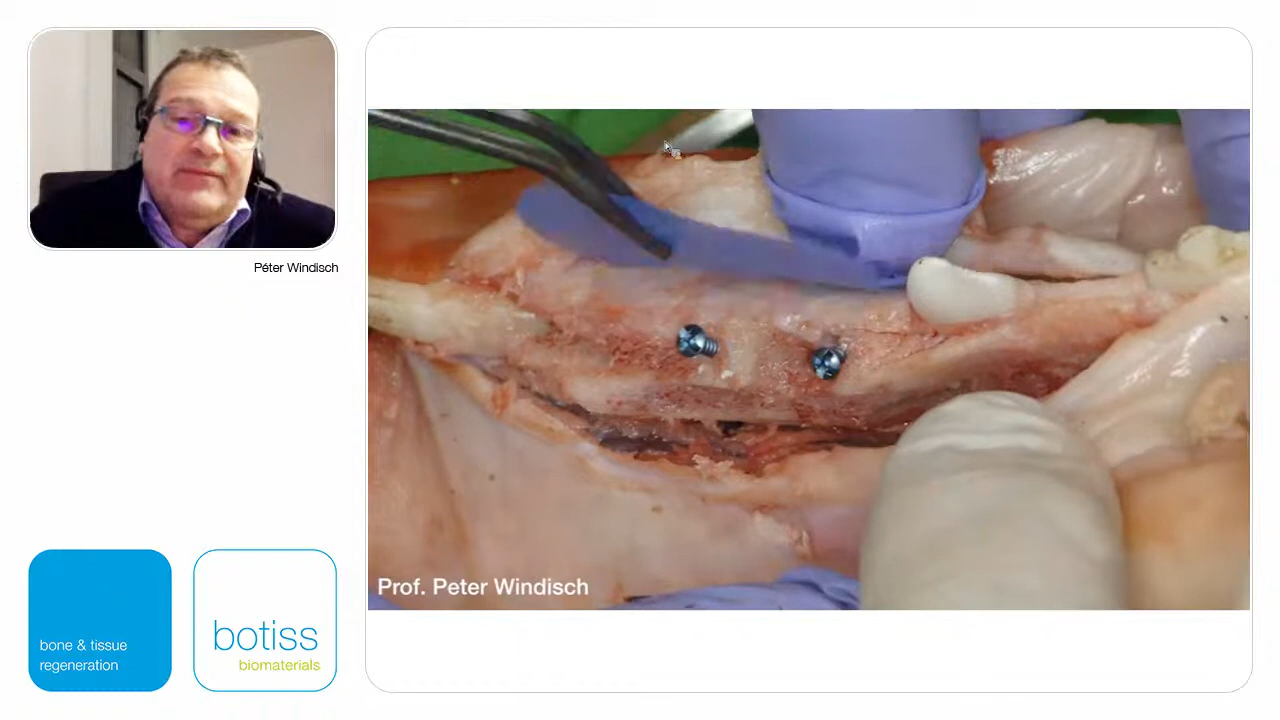 Péter Windisch
bone & tissue
regeneration
botiss
biomaterials
Prof. Peter Windisch